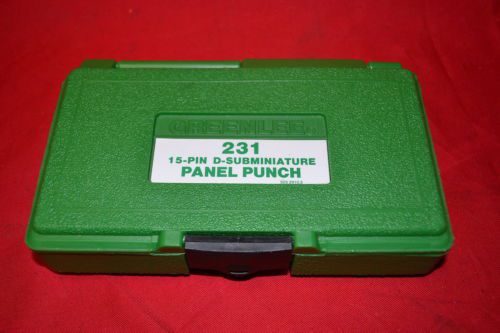 GREENLEE
231
15-PIN D-SUBMINIATURE
PANEL PUNCH